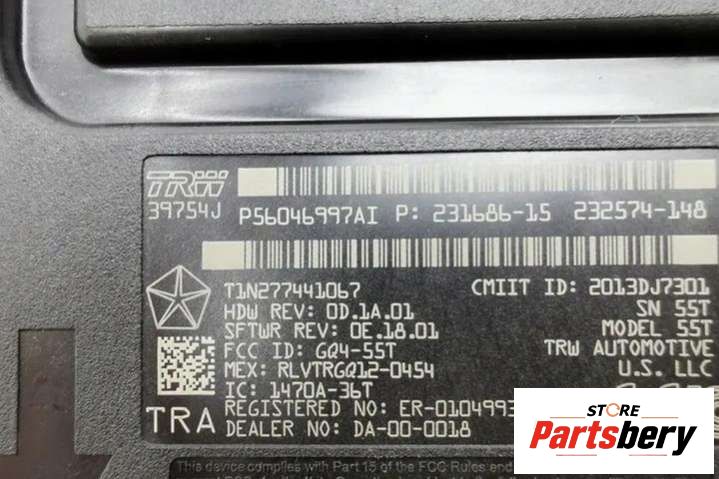 TRW
39754J P56046997AI P: 231686-15 232574-148
T1N277441067 CMIIT ID: 2013DJ7301
HDW REV: 0D.1A.01 SN 55T
SFTWR REV: 0E.18.01 MODEL 55T
FCC ID: GQ4-55T TRW AUTOMOTIVE
MEX: RLVTRGQ12-0454 U.S. LLC
IC: 1470A-36T
TRA REGISTERED NO: ER-0104993
DEALER NO: DA-00-0018
This device complies with Part 15 of the FCC Rules and
STORE
Partsbery